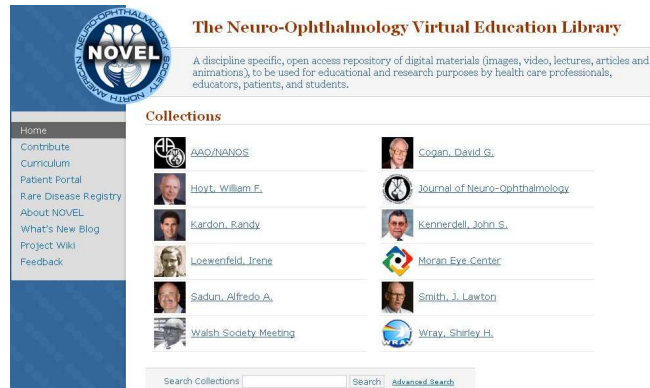 NEURO-OPHTHALMOLOGY SOCIETY
NORTH AMERICAN
NOVEL
The Neuro-Ophthalmology Virtual Education Library
A discipline specific, open access repository of digital materials (images, video, lectures, articles and
animations), to be used for educational and research purposes by health care professionals,
educators, patients, and students.
Home
Contribute
Curriculum
Patient Portal
Rare Disease Registry
About NOVEL
What's New Blog
Project Wiki
Feedback
Collections
AAO/NANOS
Cogan, David G.
Hoyt, William F.
Journal of Neuro-Ophthalmology
Kardon, Randy
Kennerdell, John S.
Loewenfeld, Irene
Moran Eye Center
Sadun, Alfredo A.
Smith, J. Lawton
Walsh Society Meeting
WRAY
Wray, Shirley H.
Search Collections
Search
Advanced Search